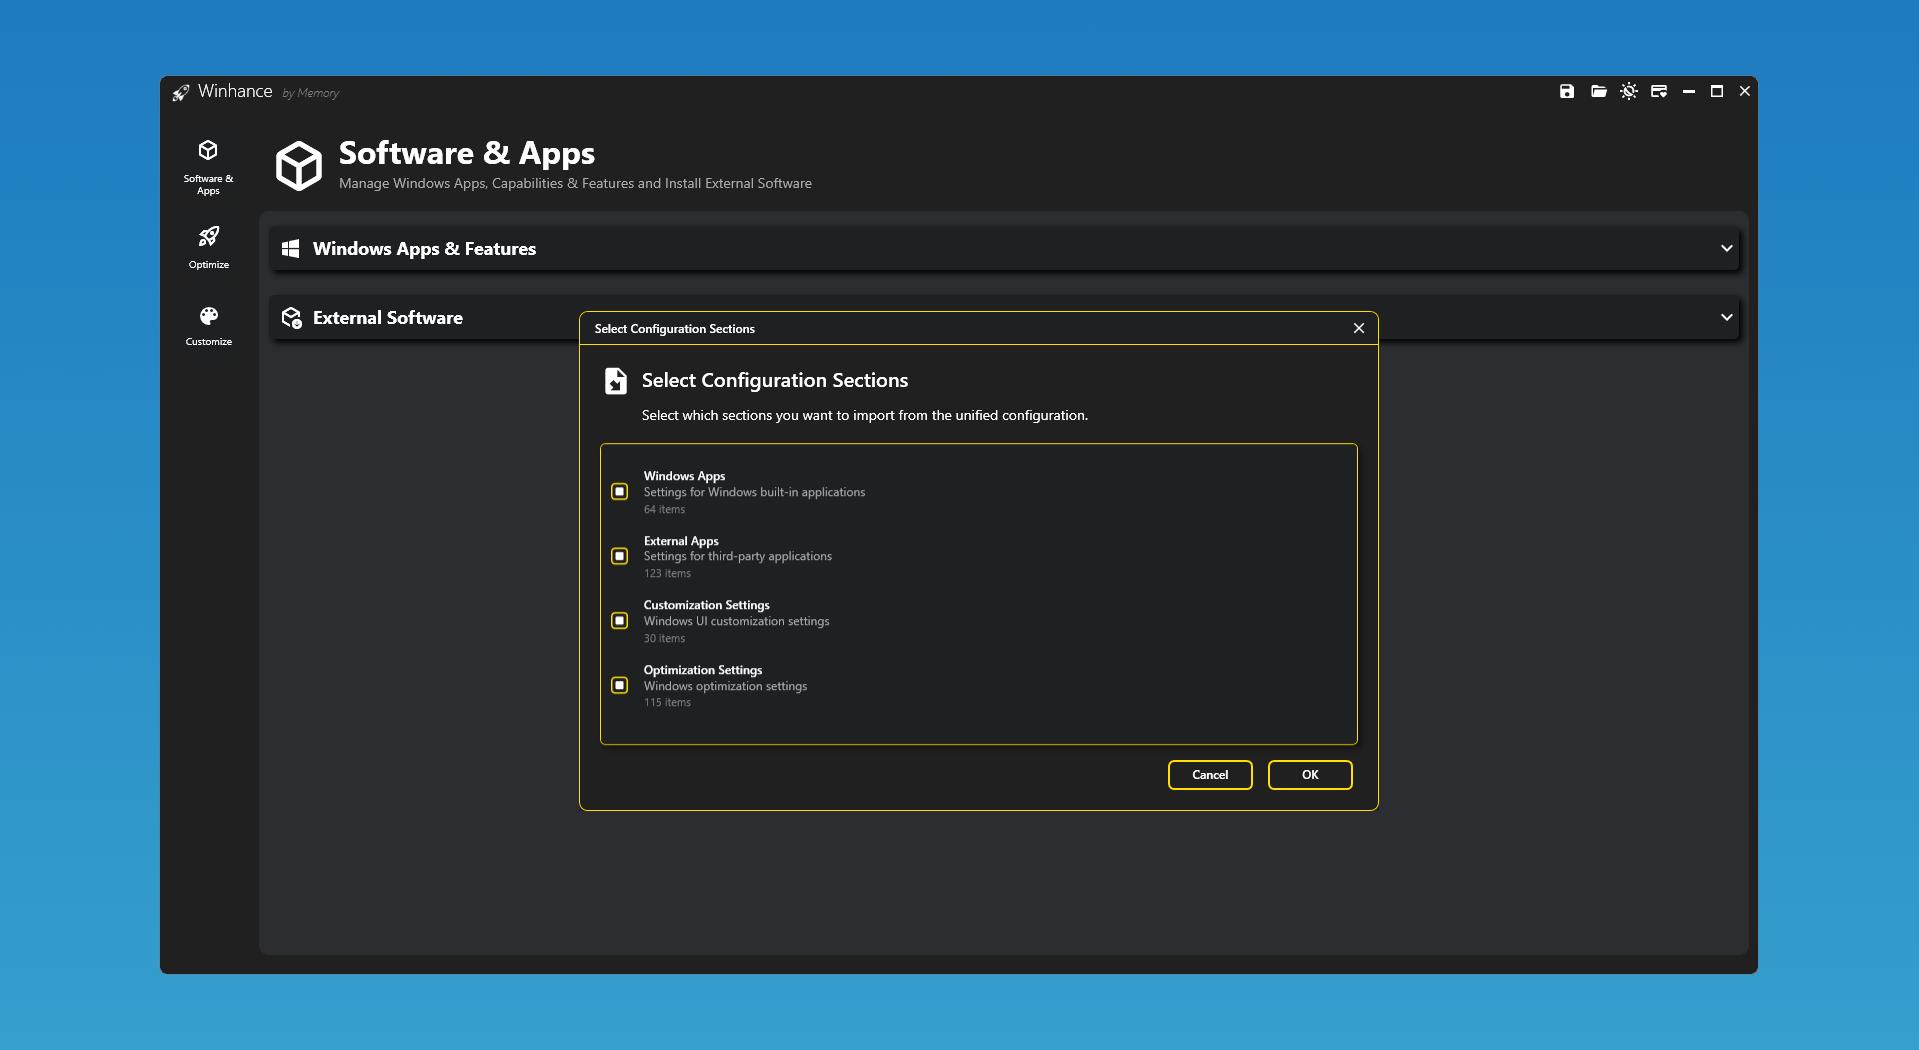 Winhance by Memory
Software &
Apps
Optimize
Customize
Software & Apps
Manage Windows Apps, Capabilities & Features and Install External Software
Windows Apps & Features
External Software
Select Configuration Sections
Select Configuration Sections
Select which sections you want to import from the unified configuration.
Windows Apps
Settings for Windows built-in applications
64 items
External Apps
Settings for third-party applications
123 items
Customization Settings
Windows UI customization settings
30 items
Optimization Settings
Windows optimization settings
115 items
Cancel OK